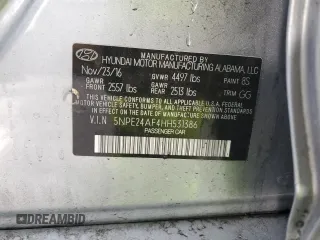 MANUFACTURED BY
HYUNDAI MOTOR MANUFACTURING ALABAMA, LLC
Nov/23/16 GVWR 4497 lbs PAINT 8S
GAWR FRONT 2557 lbs GAWR REAR 2513 lbs TRIM GG
THIS VEHICLE CONFORMS TO ALL APPLICABLE U.S. FEDERAL
MOTOR VEHICLE SAFETY, BUMPER, AND THEFT PREVENTION STANDARDS
IN EFFECT ON THE DATE OF MANUFACTURE SHOWN ABOVE.
V.I.N 5NPE24AF4HH531386
PASSENGER CAR
DREAMBID